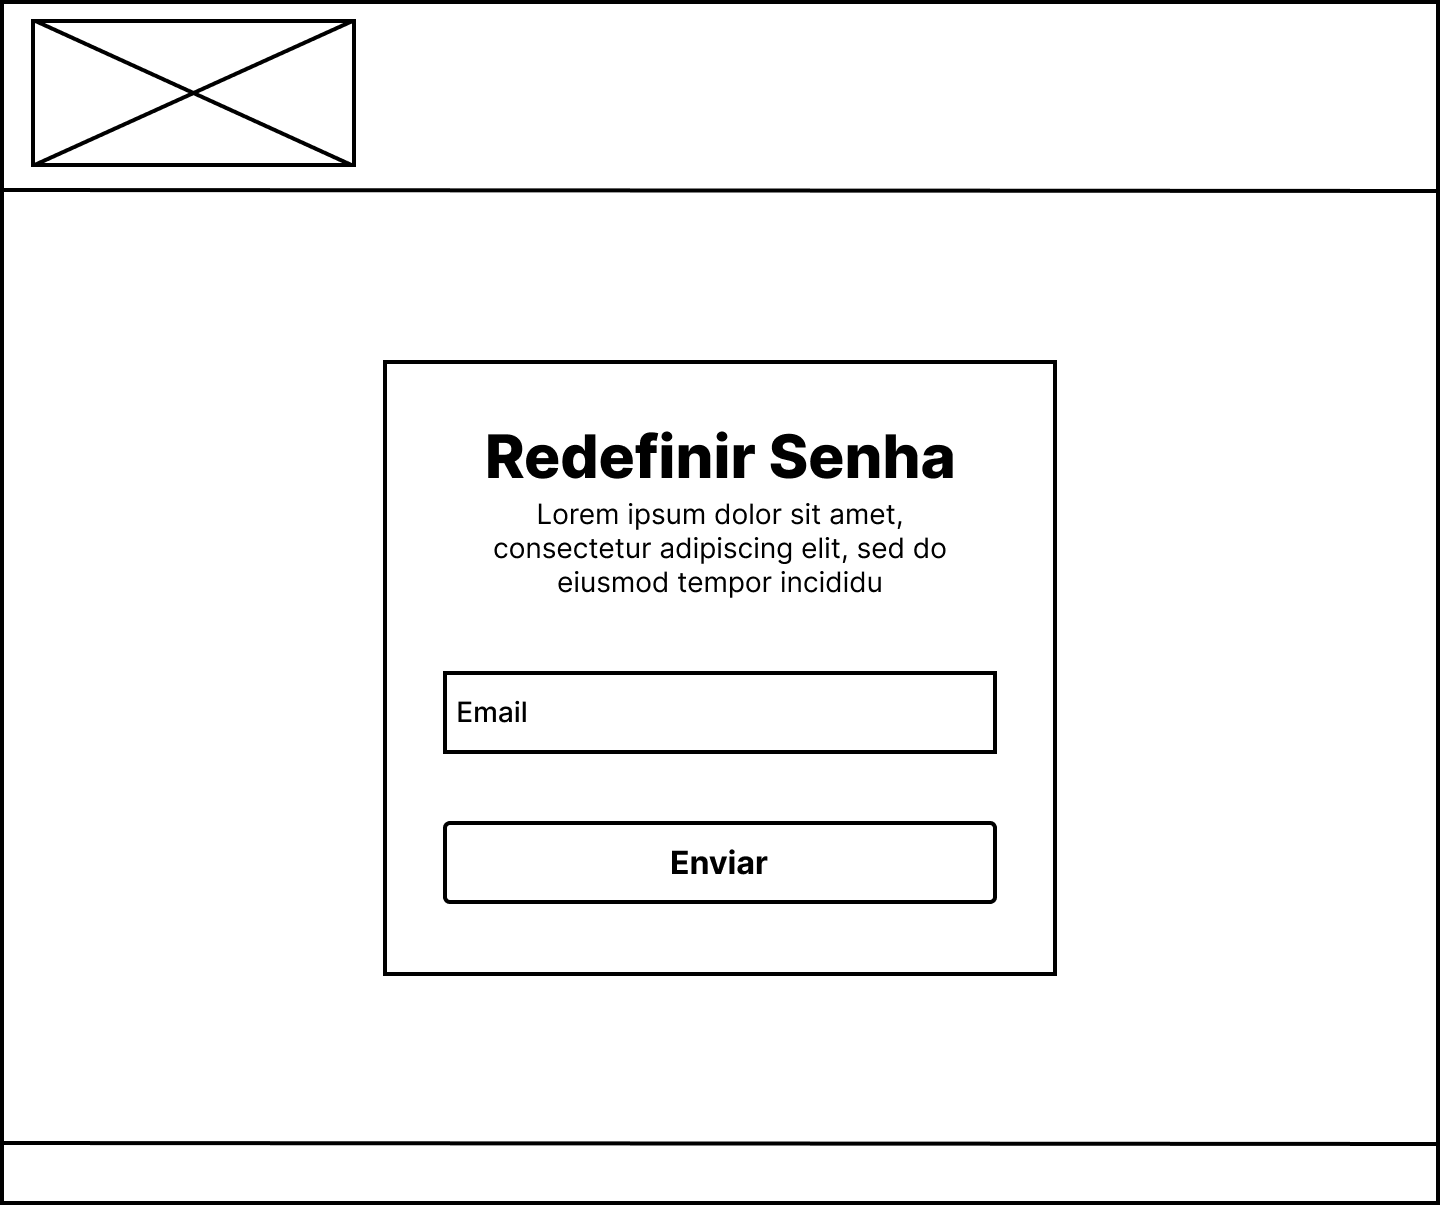 Redefinir Senha
Lorem ipsum dolor sit amet,
consectetur adipiscing elit, sed do
eiusmod tempor incididu
Email
Enviar